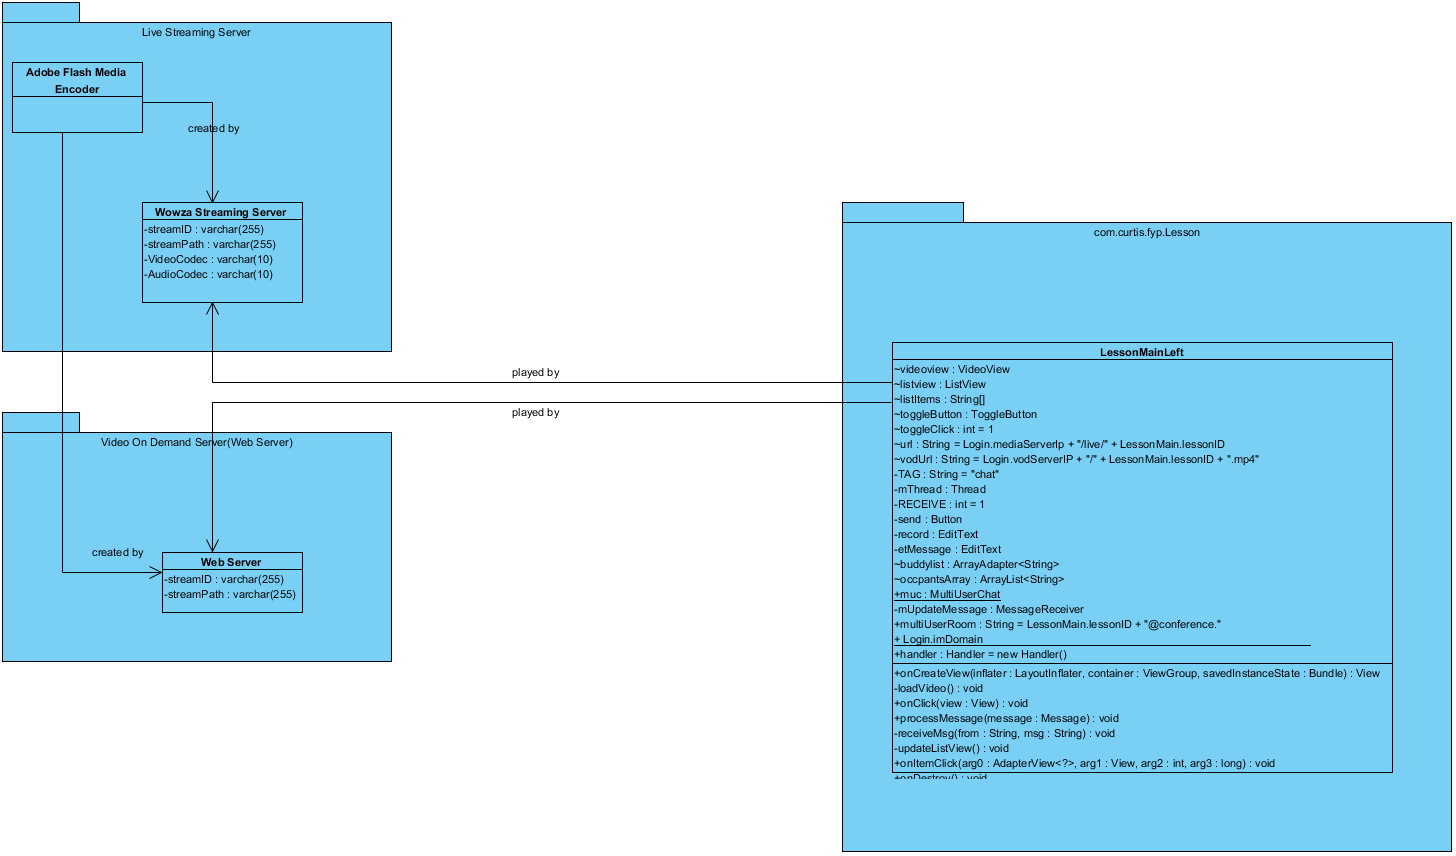 Live Streaming Server
Adobe Flash Media
Encoder
created by
Wowza Streaming Server
-streamID : varchar(255)
-streamPath : varchar(255)
-VideoCodec : varchar(10)
-AudioCodec : varchar(10)
played by
played by
Video On Demand Server(Web Server)
created by
Web Server
-streamID : varchar(255)
-streamPath : varchar(255)
com.curtis.fyp.Lesson
LessonMainLeft
~videoview : VideoView
~listview : ListView
~listItems : String[]
~toggleButton : ToggleButton
~toggleClick : int = 1
~url : String = Login.mediaServerIp + "/live/" + LessonMain.lessonID
~vodUrl : String = Login.vodServerIP + "/" + LessonMain.lessonID + ".mp4"
-TAG : String = "chat"
-mThread : Thread
-RECEIVE : int = 1
-send : Button
-record : EditText
-etMessage : EditText
~buddylist : ArrayAdapter<String>
~occpantsArray : ArrayList<String>
+muc : MultiUserChat
-mUpdateMessage : MessageReceiver
+multiUserRoom : String = LessonMain.lessonID + "@conference."
+ Login.imDomain
+handler : Handler = new Handler()
+onCreateView(inflater : LayoutInflater, container : ViewGroup, savedInstanceState : Bundle) : View
-loadVideo() : void
+onClick(view : View) : void
+processMessage(message : Message) : void
-receiveMsg(from : String, msg : String) : void
-updateListView() : void
+onItemClick(arg0 : AdapterView<?>, arg1 : View, arg2 : int, arg3 : long) : void
+onDestroy() : void